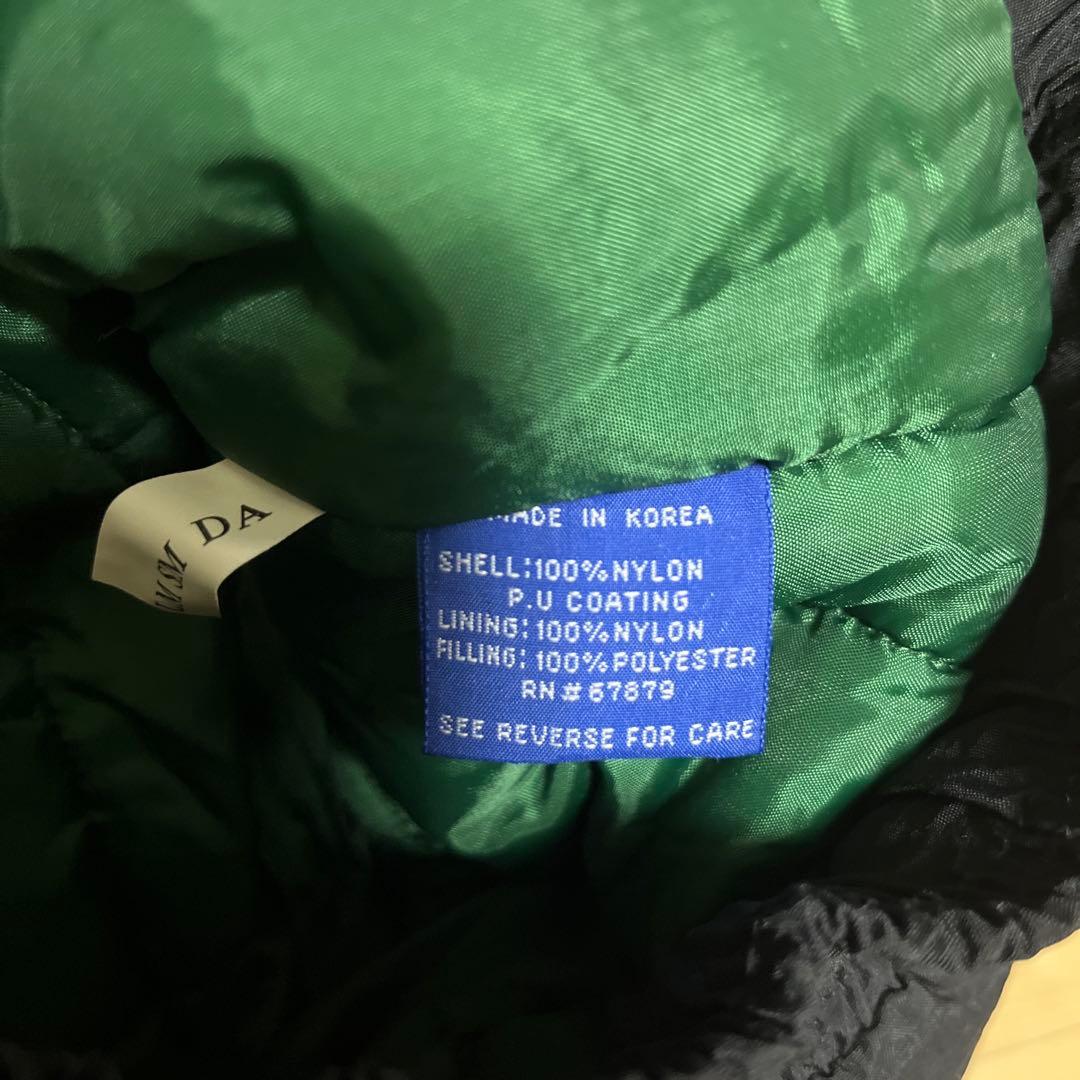 MADE IN KOREA
SHELL:100%NYLON
P.U COATING
LINING:100%NYLON
FILLING:100%POLYESTER
RN#67879
SEE REVERSE FOR CARE
DA